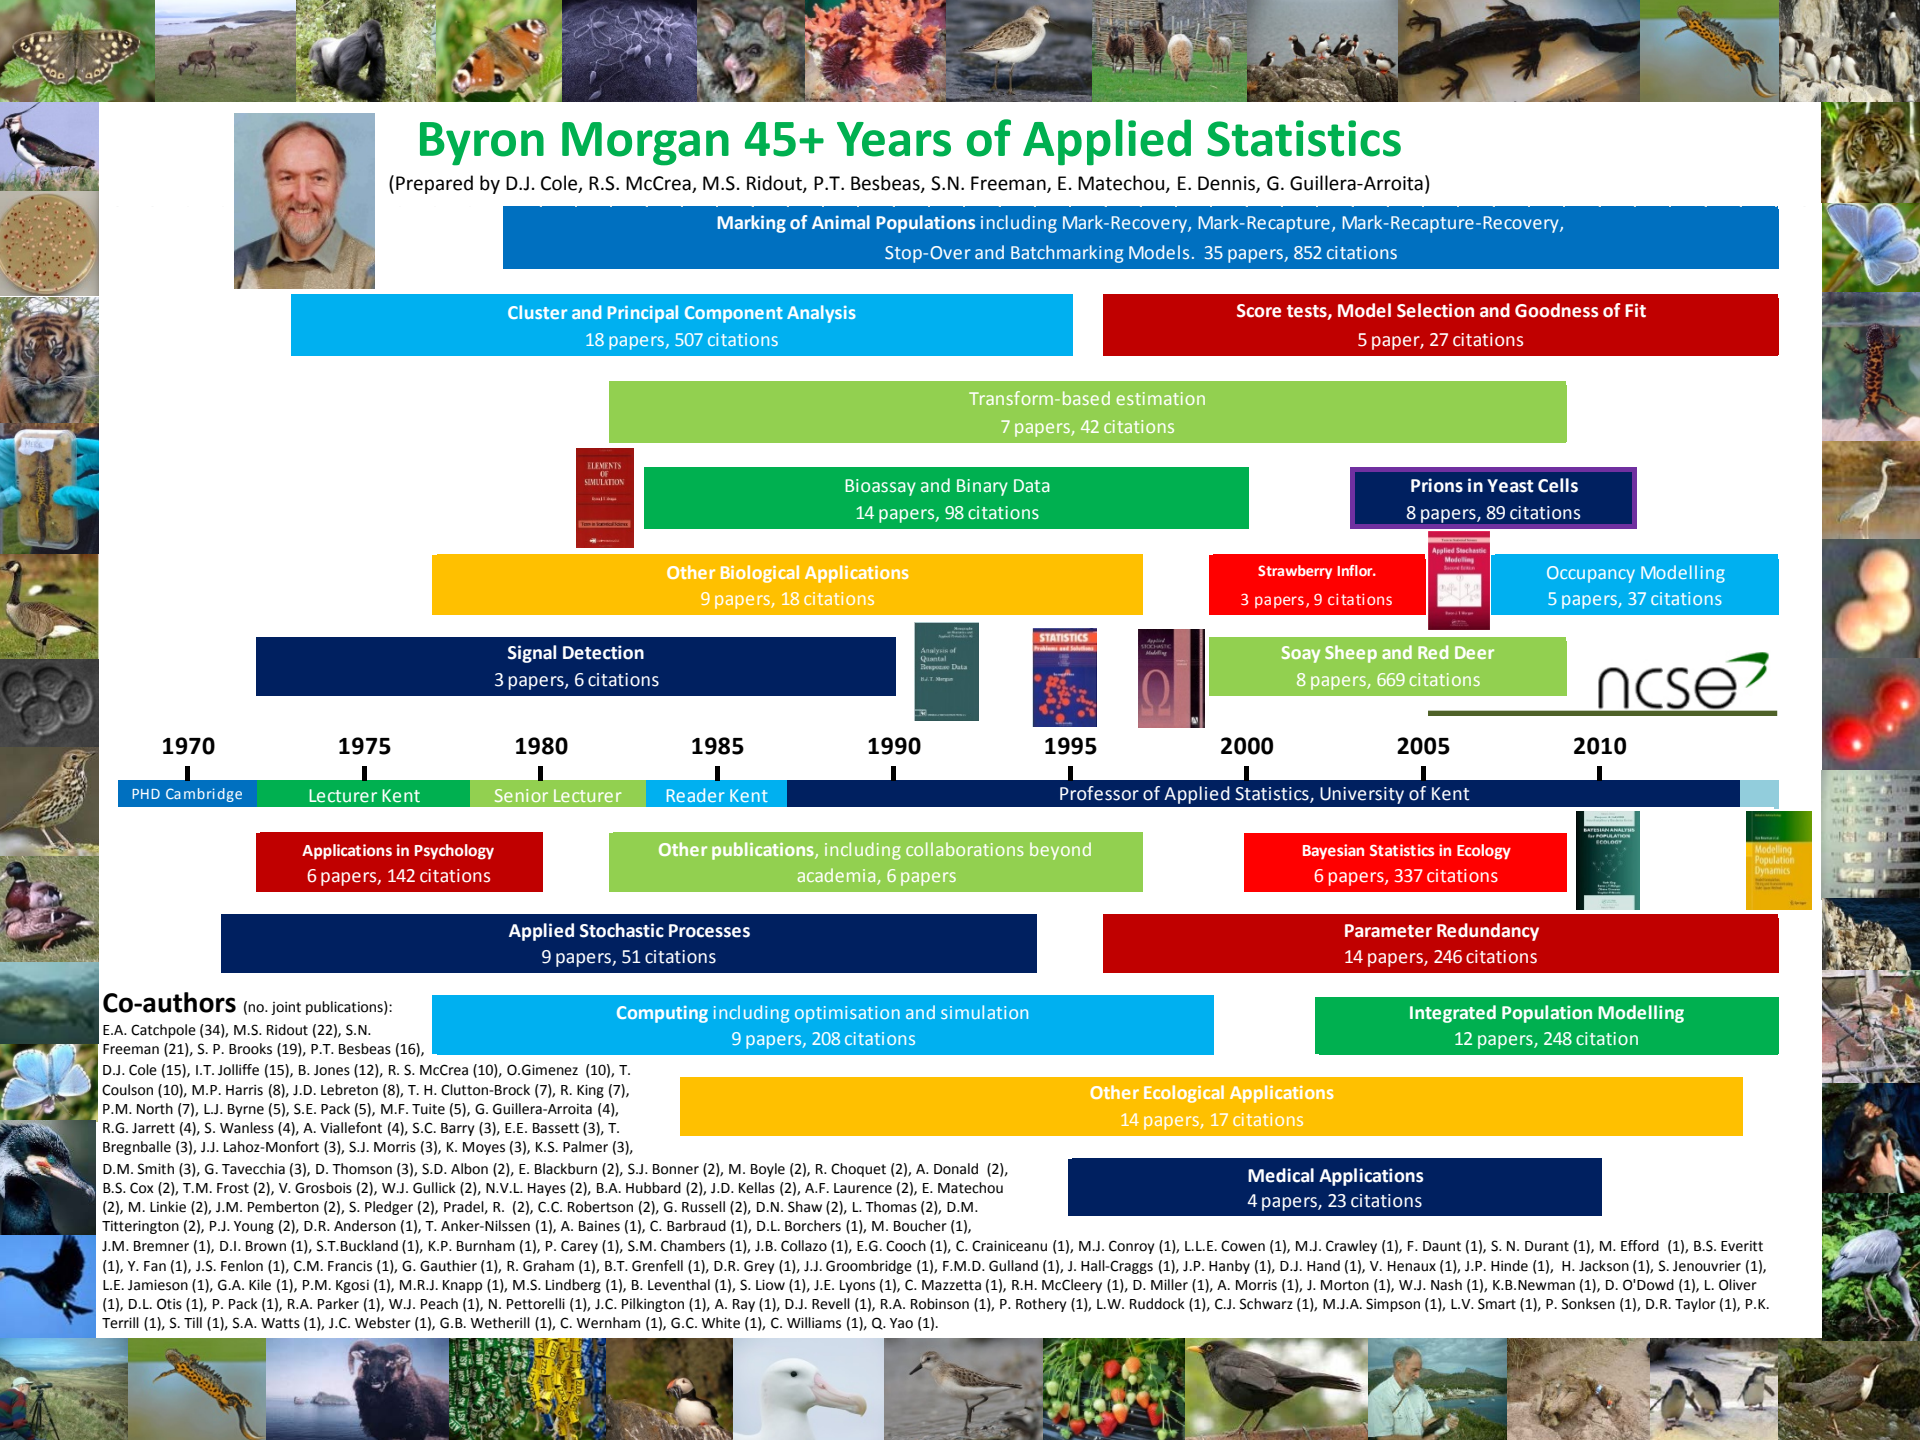 Byron Morgan 45+ Years of Applied Statistics
(Prepared by D.J. Cole, R.S. McCrea, M.S. Ridout, P.T. Besbeas, S.N. Freeman, E. Matechou, E. Dennis, G. Guillera-Arroita)
Marking of Animal Populations including Mark-Recovery, Mark-Recapture, Mark-Recapture-Recovery,
Stop-Over and Batchmarking Models. 35 papers, 852 citations
Cluster and Principal Component Analysis
18 papers, 507 citations
Score tests, Model Selection and Goodness of Fit
5 paper, 27 citations
Transform-based estimation
7 papers, 42 citations
ELEMENTS
OF
SIMULATION
Bioassay and Binary Data
14 papers, 98 citations
Prions in Yeast Cells
8 papers, 89 citations
Other Biological Applications
9 papers, 18 citations
Strawberry Inflor.
3 papers, 9 citations
Applied Stochastic
Modelling
Second Edition
Occupancy Modelling
5 papers, 37 citations
Signal Detection
3 papers, 6 citations
Analysis of
Quantal
Response Data
B.J.T. Morgan
STATISTICS
Problems and Solutions
Applied
STOCHASTIC
Modelling
Ω
Soay Sheep and Red Deer
8 papers, 669 citations
ncse
1970 1975 1980 1985 1990 1995 2000 2005 2010
PHD Cambridge Lecturer Kent Senior Lecturer Reader Kent Professor of Applied Statistics, University of Kent
Applications in Psychology
6 papers, 142 citations
Other publications, including collaborations beyond
academia, 6 papers
Bayesian Statistics in Ecology
6 papers, 337 citations
BAYESIAN ANALYSIS
for POPULATION
ECOLOGY
Modelling
Population
Dynamics
Applied Stochastic Processes
9 papers, 51 citations
Parameter Redundancy
14 papers, 246 citations
Computing including optimisation and simulation
9 papers, 208 citations
Integrated Population Modelling
12 papers, 248 citation
Other Ecological Applications
14 papers, 17 citations
Medical Applications
4 papers, 23 citations
Co-authors (no. joint publications):
E.A. Catchpole (34), M.S. Ridout (22), S.N.
Freeman (21), S. P. Brooks (19), P.T. Besbeas (16),
D.J. Cole (15), I.T. Jolliffe (15), B. Jones (12), R. S. McCrea (10), O.Gimenez (10), T.
Coulson (10), M.P. Harris (8), J.D. Lebreton (8), T. H. Clutton-Brock (7), R. King (7),
P.M. North (7), L.J. Byrne (5), S.E. Pack (5), M.F. Tuite (5), G. Guillera-Arroita (4),
R.G. Jarrett (4), S. Wanless (4), A. Viallefont (4), S.C. Barry (3), E.E. Bassett (3), T.
Bregnballe (3), J.J. Lahoz-Monfort (3), S.J. Morris (3), K. Moyes (3), K.S. Palmer (3),
D.M. Smith (3), G. Tavecchia (3), D. Thomson (3), S.D. Albon (2), E. Blackburn (2), S.J. Bonner (2), M. Boyle (2), R. Choquet (2), A. Donald (2),
B.S. Cox (2), T.M. Frost (2), V. Grosbois (2), W.J. Gullick (2), N.V.L. Hayes (2), B.A. Hubbard (2), J.D. Kellas (2), A.F. Laurence (2), E. Matechou
(2), M. Linkie (2), J.M. Pemberton (2), S. Pledger (2), Pradel, R. (2), C.C. Robertson (2), G. Russell (2), D.N. Shaw (2), L. Thomas (2), D.M.
Titterington (2), P.J. Young (2), D.R. Anderson (1), T. Anker-Nilssen (1), A. Baines (1), C. Barbraud (1), D.L. Borchers (1), M. Boucher (1),
J.M. Bremner (1), D.I. Brown (1), S.T.Buckland (1), K.P. Burnham (1), P. Carey (1), S.M. Chambers (1), J.B. Collazo (1), E.G. Cooch (1), C. Crainiceanu (1), M.J. Conroy (1), L.L.E. Cowen (1), M.J. Crawley (1), F. Daunt (1), S. N. Durant (1), M. Efford (1), B.S. Everitt
(1), Y. Fan (1), J.S. Fenlon (1), C.M. Francis (1), G. Gauthier (1), R. Graham (1), B.T. Grenfell (1), D.R. Grey (1), J.J. Groombridge (1), F.M.D. Gulland (1), J. Hall-Craggs (1), J.P. Hanby (1), D.J. Hand (1), V. Henaux (1), J.P. Hinde (1), H. Jackson (1), S. Jenouvrier (1),
L.E. Jamieson (1), G.A. Kile (1), P.M. Kgosi (1), M.R.J. Knapp (1), M.S. Lindberg (1), B. Leventhal (1), S. Liow (1), J.E. Lyons (1), C. Mazzetta (1), R.H. McCleery (1), D. Miller (1), A. Morris (1), J. Morton (1), W.J. Nash (1), K.B.Newman (1), D. O'Dowd (1), L. Oliver
(1), D.L. Otis (1), P. Pack (1), R.A. Parker (1), W.J. Peach (1), N. Pettorelli (1), J.C. Pilkington (1), A. Ray (1), D.J. Revell (1), R.A. Robinson (1), P. Rothery (1), L.W. Ruddock (1), C.J. Schwarz (1), M.J.A. Simpson (1), L.V. Smart (1), P. Sonksen (1), D.R. Taylor (1), P.K.
Terrill (1), S. Till (1), S.A. Watts (1), J.C. Webster (1), G.B. Wetherill (1), C. Wernham (1), G.C. White (1), C. Williams (1), Q. Yao (1).